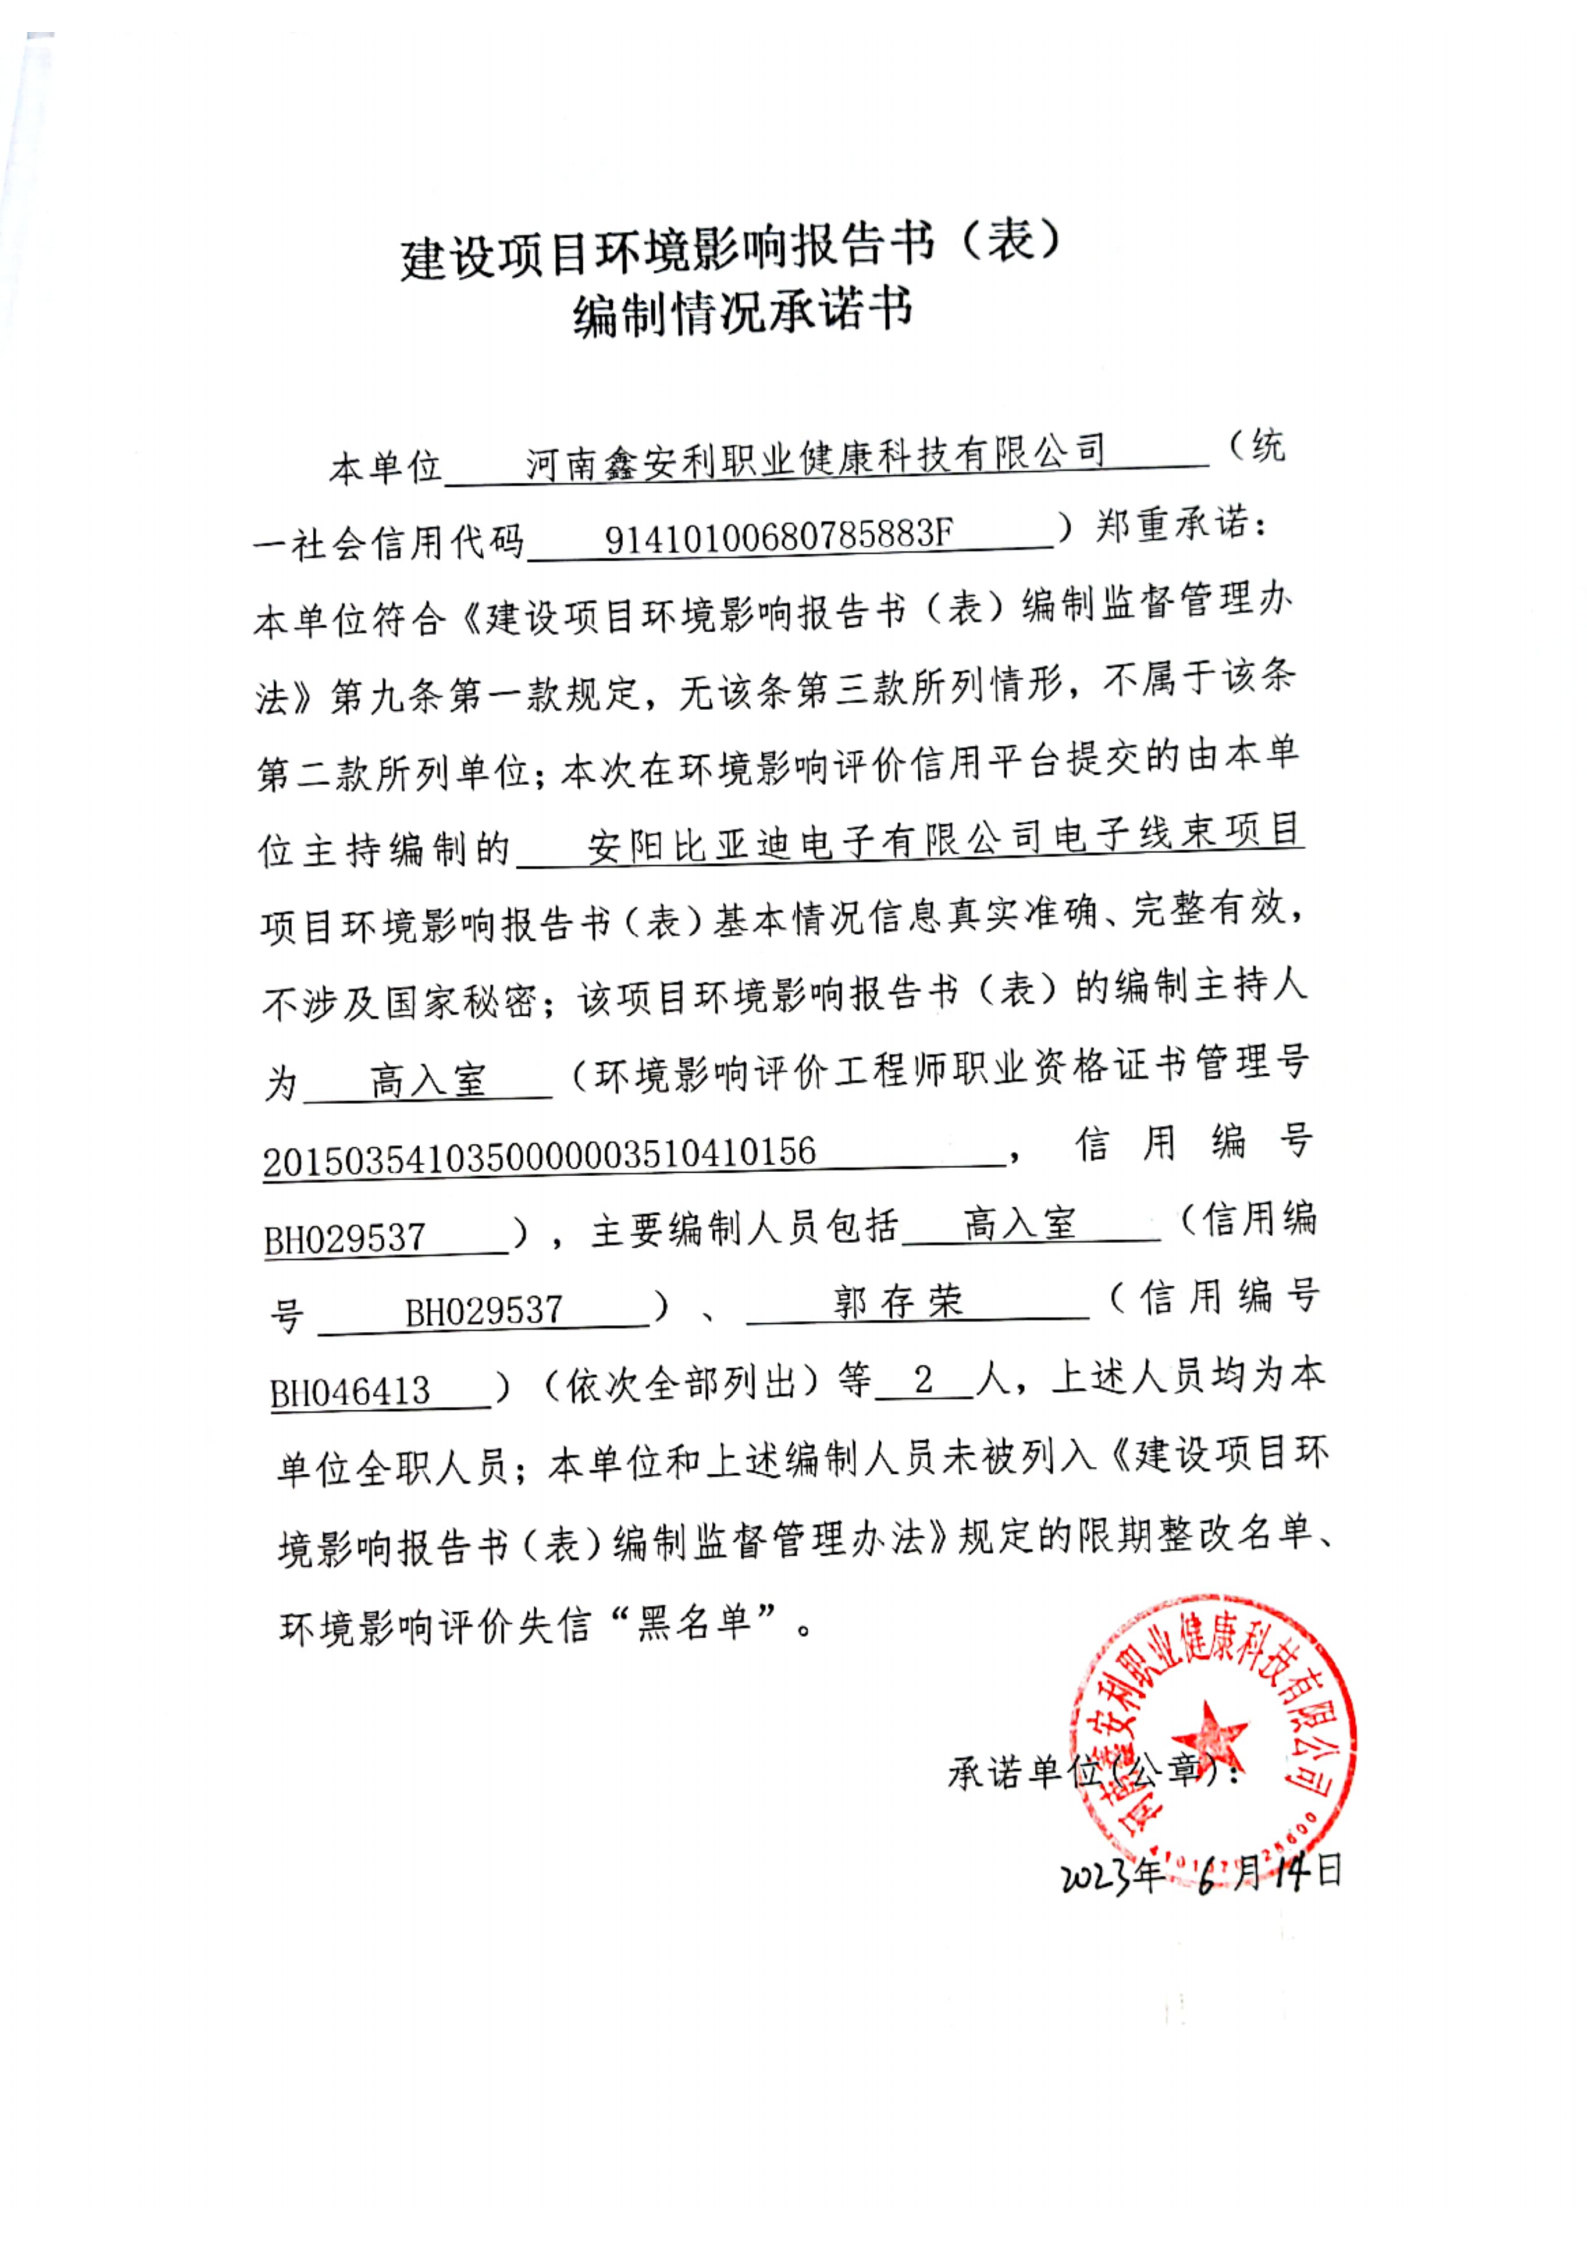 建设项目环境影响报告书（表）
编制情况承诺书
本单位 河南鑫安利职业健康科技有限公司 （统
一社会信用代码 91410100680785883F ）郑重承诺：
本单位符合《建设项目环境影响报告书（表）编制监督管理办
法》第九条第一款规定，无该条第三款所列情形，不属于该条
第二款所列单位；本次在环境影响评价信用平台提交的由本单
位主持编制的 安阳比亚迪电子有限公司电子线束项目
项目环境影响报告书（表）基本情况信息真实准确、完整有效，
不涉及国家秘密；该项目环境影响报告书（表）的编制主持人
为 高入室 （环境影响评价工程师职业资格证书管理号
2015035410350000003510410156 ，信用编号
BH029537 ），主要编制人员包括 高入室 （信用编
号 BH029537 ）、 郭存荣 （信用编号
BH046413 ）（依次全部列出）等 2 人，上述人员均为本
单位全职人员；本单位和上述编制人员未被列入《建设项目环
境影响报告书（表）编制监督管理办法》规定的限期整改名单、
环境影响评价失信“黑名单”。
河南鑫安利职业健康科技有限公司
承诺单位（公章）：
2023年 6月14日